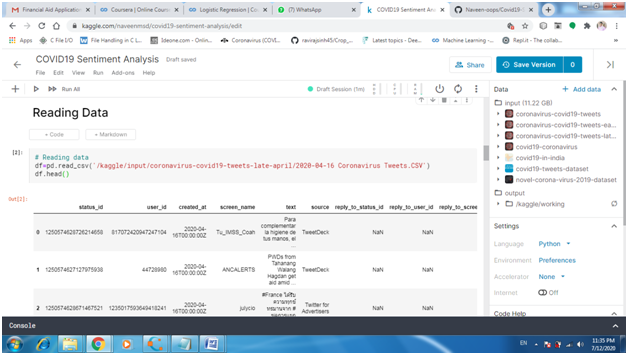 Financial Aid Application
Coursera | Online Cours
Logistic Regression | Co
(7) WhatsApp
COVID19 Sentiment An
Naveen-oops/Covid19-
kaggle.com/naveenmsd/covid19-sentiment-analysis/edit
Apps
C File I/O
File Handling in C L
Ideone.com - Online
Coronavirus (COVI
ravirajsinh45/Crop_
Latest topics - Dee
Machine Learning
Repl.it - The collab
COVID19 Sentiment Analysis Draft saved
File Edit View Run Add-ons Help
Share
Save Version 0
Run All
Draft Session (1m)
Data
+ Add data
Reading Data
+ Code
+ Markdown
[2]:
# Reading data
df=pd.read_csv('/kaggle/input/coronavirus-covid19-tweets-late-april/2020-04-16 Coronavirus Tweets.CSV')
df.head()
Out[2]:
status_id user_id created_at screen_name text source reply_to_status_id reply_to_user_id reply_to_scree
0 1250574628726214658 817072420947247104 2020-04-16T00:00:00Z Tu_IMSS_Coah Para complementar la higiene de tus manos, el ... TweetDeck NaN NaN
1 1250574627127975938 44728980 2020-04-16T00:00:00Z ANCALERTS PWDs from Tahanang Walang Hagdan get aid amid ... TweetDeck NaN NaN
2 1250574628671467521 1235017593649418241 2020-04-16T00:00:00Z julycio #France Twitter for Advertisers NaN NaN
input (11.22 GB)
coronavirus-covid19-tweets
coronavirus-covid19-tweets-ea...
coronavirus-covid19-tweets-lat...
covid19-coronavirus
covid19-in-india
covid19-tweets-dataset
novel-corona-virus-2019-dataset
output
/kaggle/working
Settings
Language Python
Environment Preferences
Accelerator None
Internet Off
Code Help
Console
EN
11:35 PM
7/12/2020